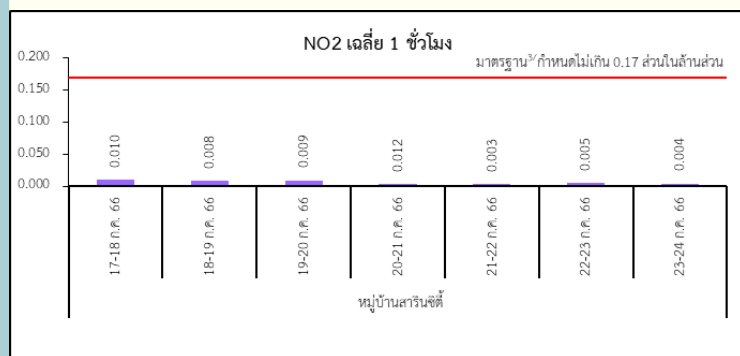 NO2 เฉลี่ย 1 ชั่วโมง
มาตรฐาน3/กำหนดไม่เกิน 0.17 ส่วนในล้านส่วน
0.200
0.150
0.100
0.050
0.000
0.010
0.008
0.009
0.012
0.003
0.005
0.004
17-18 ก.ค. 66
18-19 ก.ค. 66
19-20 ก.ค. 66
20-21 ก.ค. 66
21-22 ก.ค. 66
22-23 ก.ค. 66
23-24 ก.ค. 66
หมู่บ้านสารินซิตี้